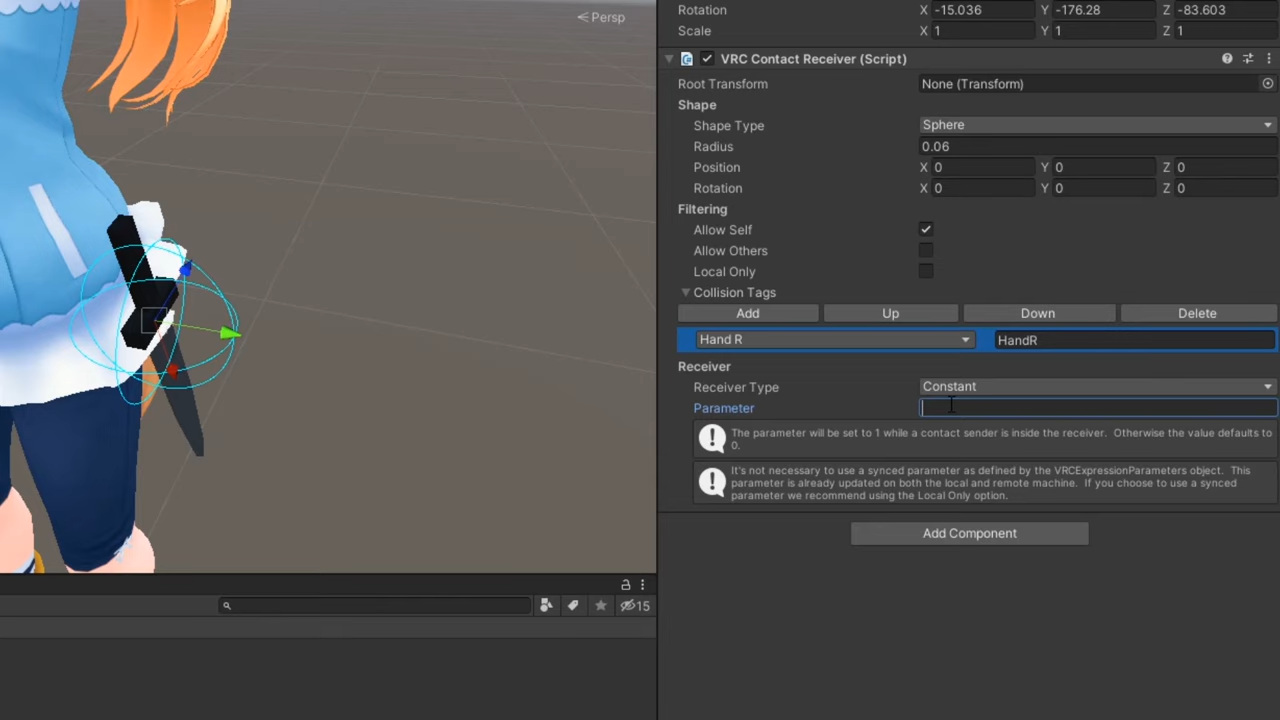 Persp
Rotation X -15.036 Y -176.28 Z -83.603
Scale X 1 Y 1 Z 1
VRC Contact Receiver (Script)
Root Transform None (Transform)
Shape
Shape Type Sphere
Radius 0.06
Position X 0 Y 0 Z 0
Rotation X 0 Y 0 Z 0
Filtering
Allow Self
Allow Others
Local Only
Collision Tags
Add Up Down Delete
Hand R HandR
Receiver
Receiver Type Constant
Parameter
The parameter will be set to 1 while a contact sender is inside the receiver. Otherwise the value defaults to
0.
It's not necessary to use a synced parameter as defined by the VRCExpressionParameters object. This
parameter is already updated on both the local and remote machine. If you choose to use a synced
parameter we recommend using the Local Only option.
Add Component
15